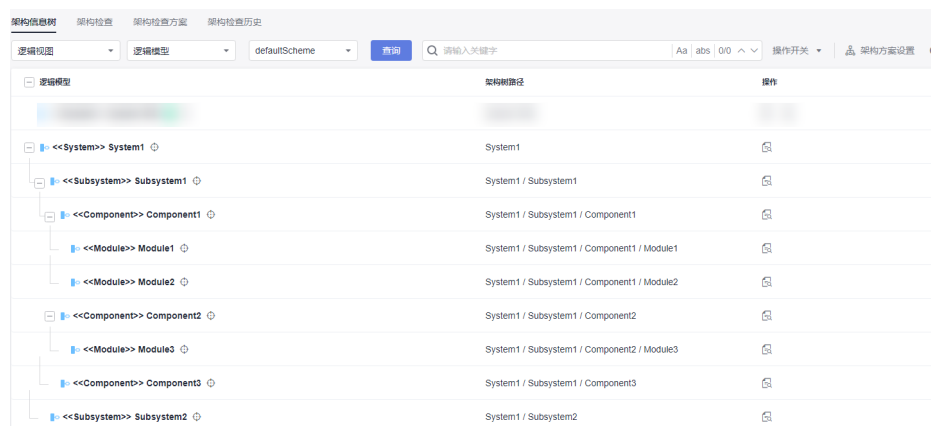 架构信息树 架构检查 架构检查方案 架构检查历史
逻辑视图 逻辑模型 defaultScheme 查询 请输入关键字 Aa abs 0/0 操作开关 架构方案设置
逻辑模型 架构树路径 操作
<<System>> System1 System1
<<Subsystem>> Subsystem1 System1 / Subsystem1
<<Component>> Component1 System1 / Subsystem1 / Component1
<<Module>> Module1 System1 / Subsystem1 / Component1 / Module1
<<Module>> Module2 System1 / Subsystem1 / Component1 / Module2
<<Component>> Component2 System1 / Subsystem1 / Component2
<<Module>> Module3 System1 / Subsystem1 / Component2 / Module3
<<Component>> Component3 System1 / Subsystem1 / Component3
<<Subsystem>> Subsystem2 System1 / Subsystem2